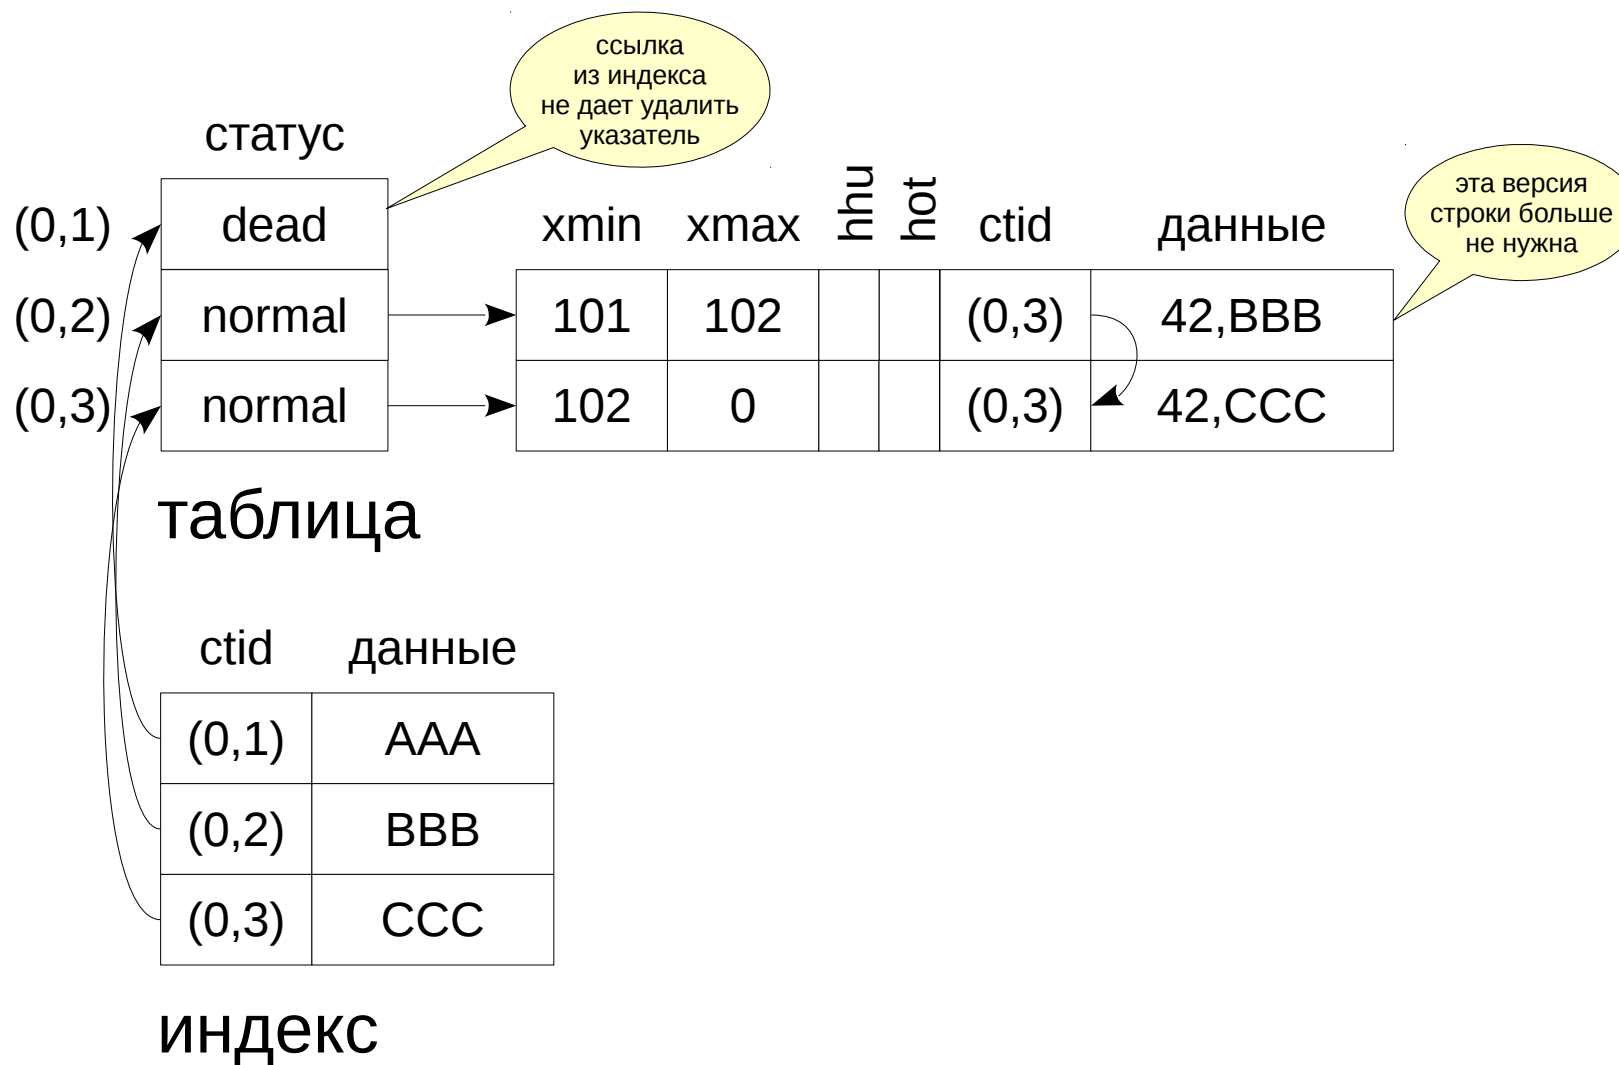 ссылка
из индекса
не дает удалить
указатель
статус
эта версия
строки больше
не нужна
xmin xmax hhu hot ctid данные
(0,1) dead
(0,2) normal 101 102 (0,3) 42,BBB
(0,3) normal 102 0 (0,3) 42,CCC
таблица
ctid данные
(0,1) AAA
(0,2) BBB
(0,3) CCC
индекс